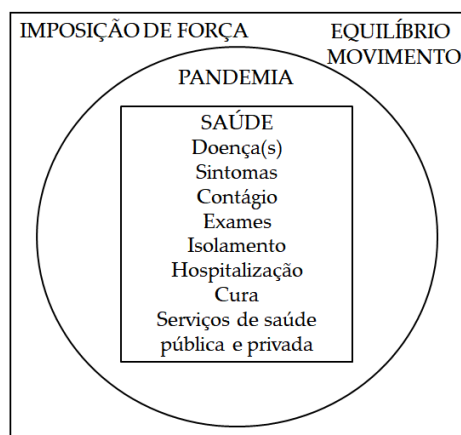 IMPOSIÇÃO DE FORÇA
EQUILÍBRIO
MOVIMENTO
PANDEMIA
SAÚDE
Doença(s)
Sintomas
Contágio
Exames
Isolamento
Hospitalização
Cura
Serviços de saúde
pública e privada